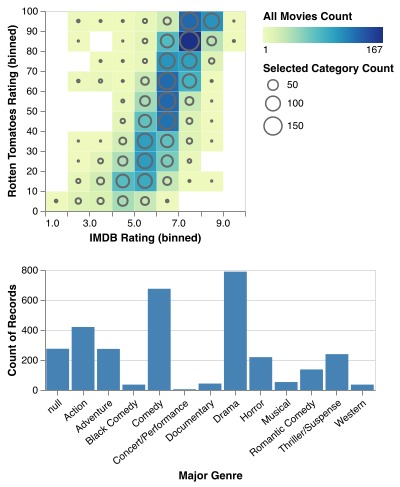 100
90
80
70
60
50
40
30
20
10
0
Rotten Tomatoes Rating (binned)
1.0 3.0 5.0 7.0 9.0
IMDB Rating (binned)
All Movies Count
1 167
Selected Category Count
50
100
150
800
600
400
200
0
Count of Records
null
Action
Adventure
Black Comedy
Comedy
Concert/Performance
Documentary
Drama
Horror
Musical
Romantic Comedy
Thriller/Suspense
Western
Major Genre